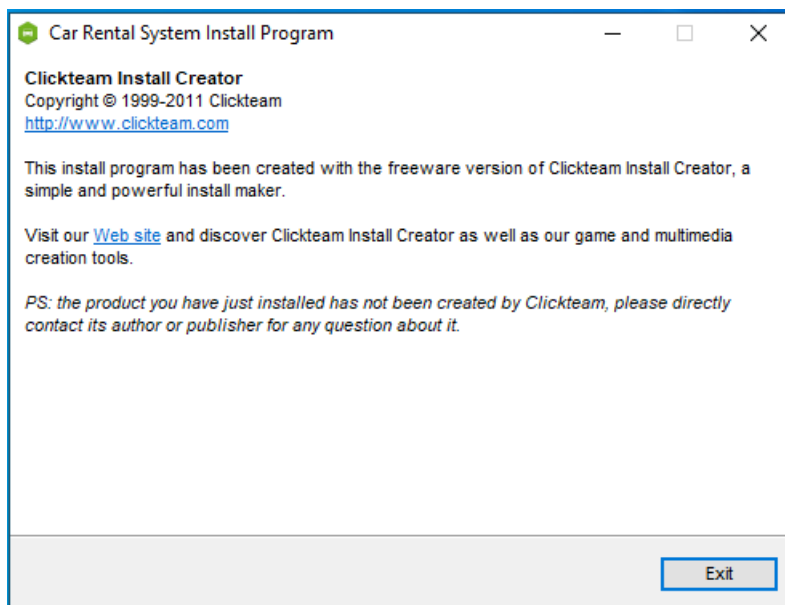 Car Rental System Install Program
Clickteam Install Creator
Copyright © 1999-2011 Clickteam
http://www.clickteam.com
This install program has been created with the freeware version of Clickteam Install Creator, a
simple and powerful install maker.
Visit our Web site and discover Clickteam Install Creator as well as our game and multimedia
creation tools.
PS: the product you have just installed has not been created by Clickteam, please directly
contact its author or publisher for any question about it.
Exit